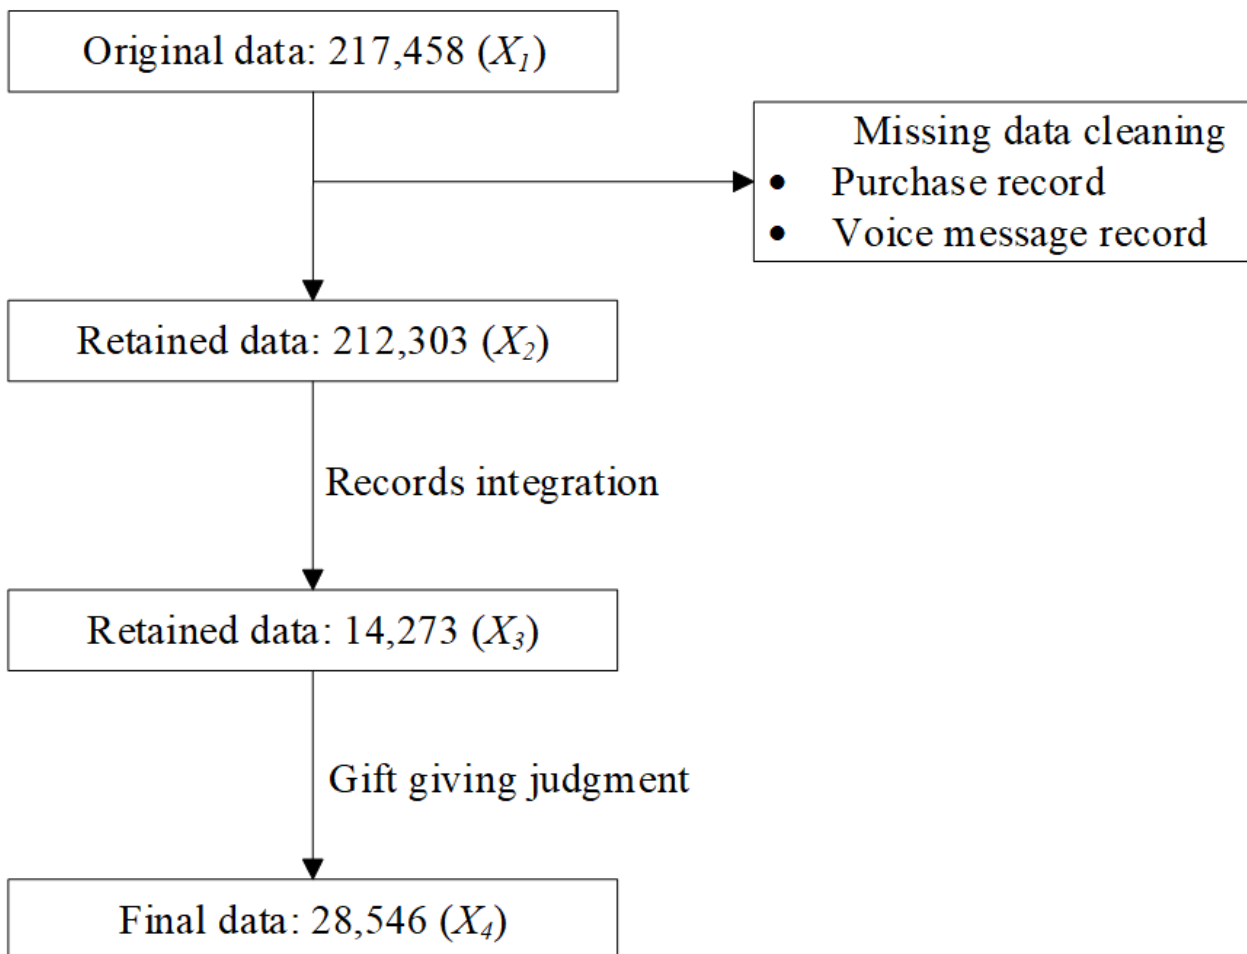 Original data: 217,458 (X₁)
Missing data cleaning
• Purchase record
• Voice message record
Retained data: 212,303 (X₂)
Records integration
Retained data: 14,273 (X₃)
Gift giving judgment
Final data: 28,546 (X₄)